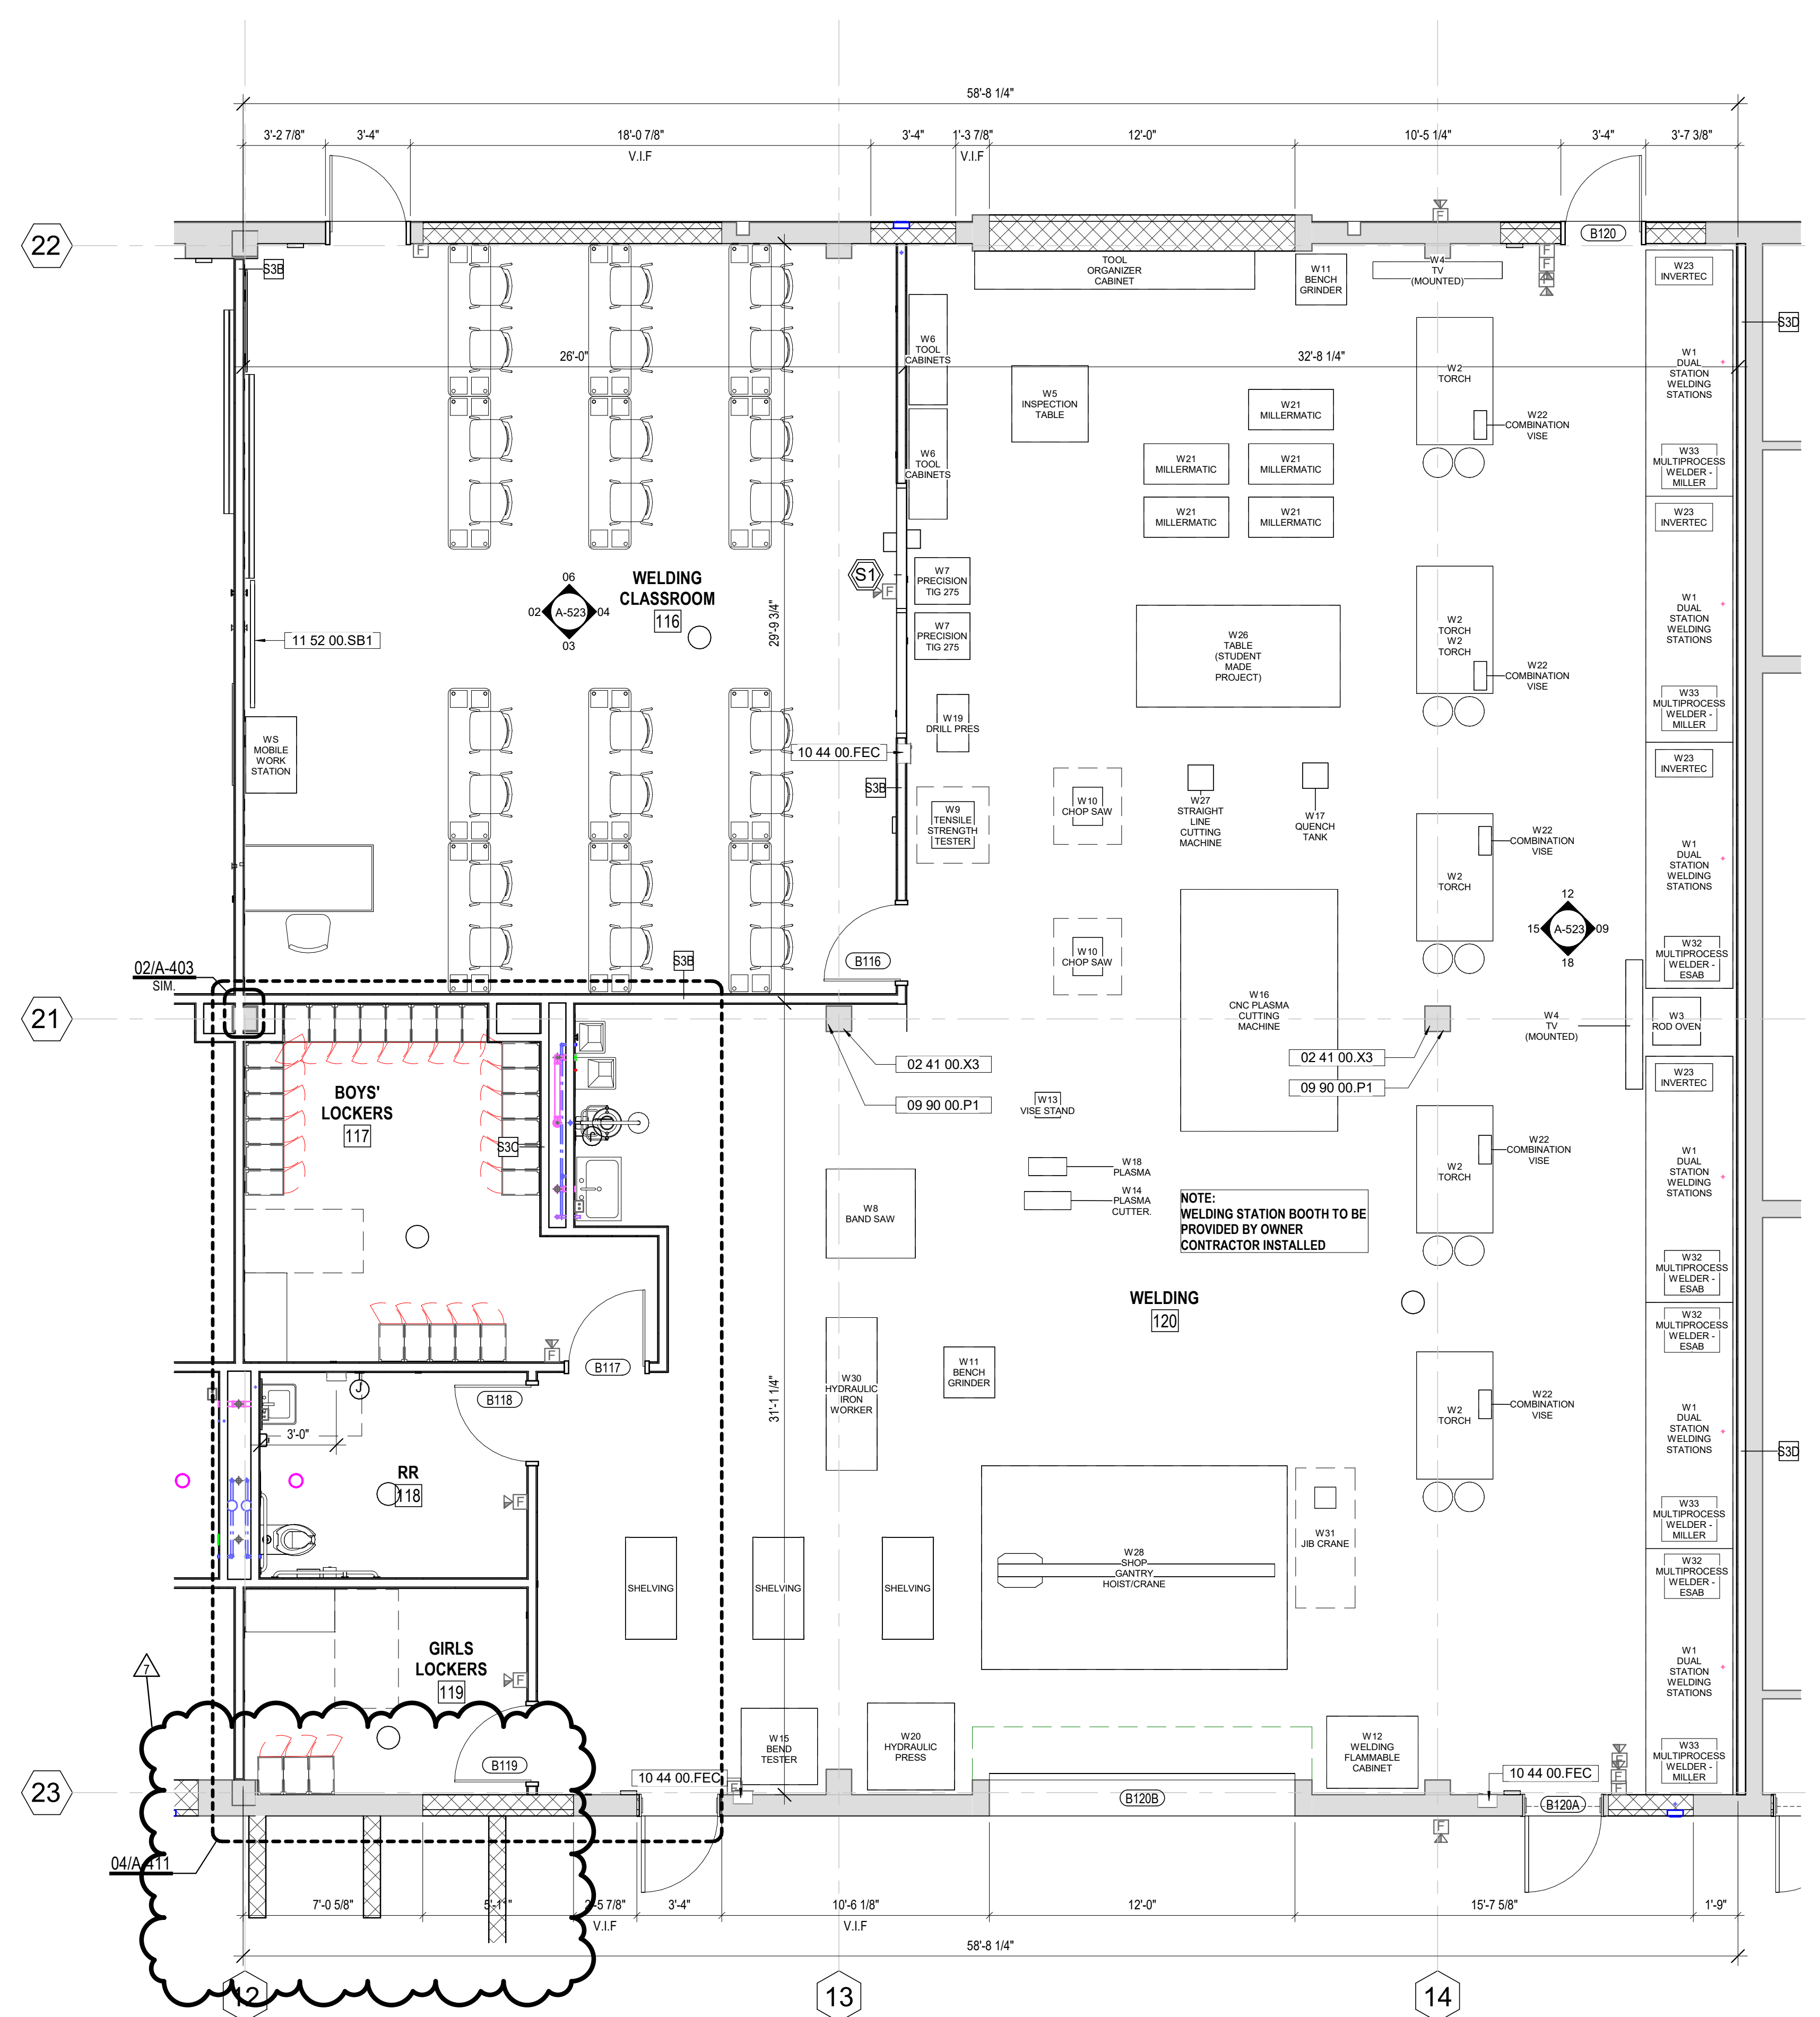 58'-8 1/4"
3'-2 7/8"
3'-4"
18'-0 7/8"
V.I.F
3'-4"
1'-3 7/8"
V.I.F
12'-0"
10'-5 1/4"
3'-4"
3'-7 3/8"
22
F
F
B120
F
F
F
S3B
TOOL
ORGANIZER
CABINET
W11
BENCH
GRINDER
W4
TV
(MOUNTED)
W23
INVERTEC
S3D
26'-0"
32'-8 1/4"
W6
TOOL
CABINETS
W5
INSPECTION
TABLE
W21
MILLERMATIC
W2
TORCH
W22
COMBINATION
VISE
W1
DUAL
STATION
WELDING
STATIONS
W6
TOOL
CABINETS
W21
MILLERMATIC
W21
MILLERMATIC
W33
MULTIPROCESS
WELDER -
MILLER
W21
MILLERMATIC
W21
MILLERMATIC
W23
INVERTEC
S1
F
W7
PRECISION
TIG 275
WELDING
CLASSROOM
116
06
02
A-523
04
03
29'-9 3/4"
W7
PRECISION
TIG 275
W26
TABLE
(STUDENT
MADE
PROJECT)
W2
TORCH
W2
TORCH
W22
COMBINATION
VISE
W1
DUAL
STATION
WELDING
STATIONS
11 52 00.SB1
W33
MULTIPROCESS
WELDER -
MILLER
WS
MOBILE
WORK
STATION
W19
DRILL PRES
10 44 00.FEC
S3B
W23
INVERTEC
W9
TENSILE
STRENGTH
TESTER
W10
CHOP SAW
W27
STRAIGHT
LINE
CUTTING
MACHINE
W17
QUENCH
TANK
W22
COMBINATION
VISE
W2
TORCH
W1
DUAL
STATION
WELDING
STATIONS
12
15
A-523
09
18
B116
W10
CHOP SAW
W32
MULTIPROCESS
WELDER -
ESAB
02/A-403
SIM.
S3B
21
W16
CNC PLASMA
CUTTING
MACHINE
W4
TV
(MOUNTED)
W3
ROD OVEN
02 41 00.X3
09 90 00.P1
02 41 00.X3
09 90 00.P1
W23
INVERTEC
BOYS'
LOCKERS
117
S3C
W13
VISE STAND
W18
PLASMA
W14
PLASMA
CUTTER.
NOTE:
WELDING STATION BOOTH TO BE
PROVIDED BY OWNER
CONTRACTOR INSTALLED
W2
TORCH
W22
COMBINATION
VISE
W1
DUAL
STATION
WELDING
STATIONS
W8
BAND SAW
W32
MULTIPROCESS
WELDER -
ESAB
WELDING
120
W32
MULTIPROCESS
WELDER -
ESAB
F
B117
B118
J
3'-0"
31'-1 1/4"
W30
HYDRAULIC
IRON
WORKER
W11
BENCH
GRINDER
W2
TORCH
W22
COMBINATION
VISE
W1
DUAL
STATION
WELDING
STATIONS
S3D
RR
118
F
W33
MULTIPROCESS
WELDER -
MILLER
W31
JIB CRANE
W28
SHOP
GANTRY
HOIST/CRANE
SHELVING
SHELVING
SHELVING
W32
MULTIPROCESS
WELDER -
ESAB
GIRLS
LOCKERS
119
F
W1
DUAL
STATION
WELDING
STATIONS
7
W15
BEND
TESTER
W20
HYDRAULIC
PRESS
W12
WELDING
FLAMMABLE
CABINET
W33
MULTIPROCESS
WELDER -
MILLER
B119
10 44 00.FEC
F
10 44 00.FEC
F
F
F
23
B120B
B120A
F
04/A-411
7'-0 5/8"
5'-11"
2'-5 7/8"
V.I.F
3'-4"
10'-6 1/8"
V.I.F
12'-0"
15'-7 5/8"
1'-9"
58'-8 1/4"
12
13
14